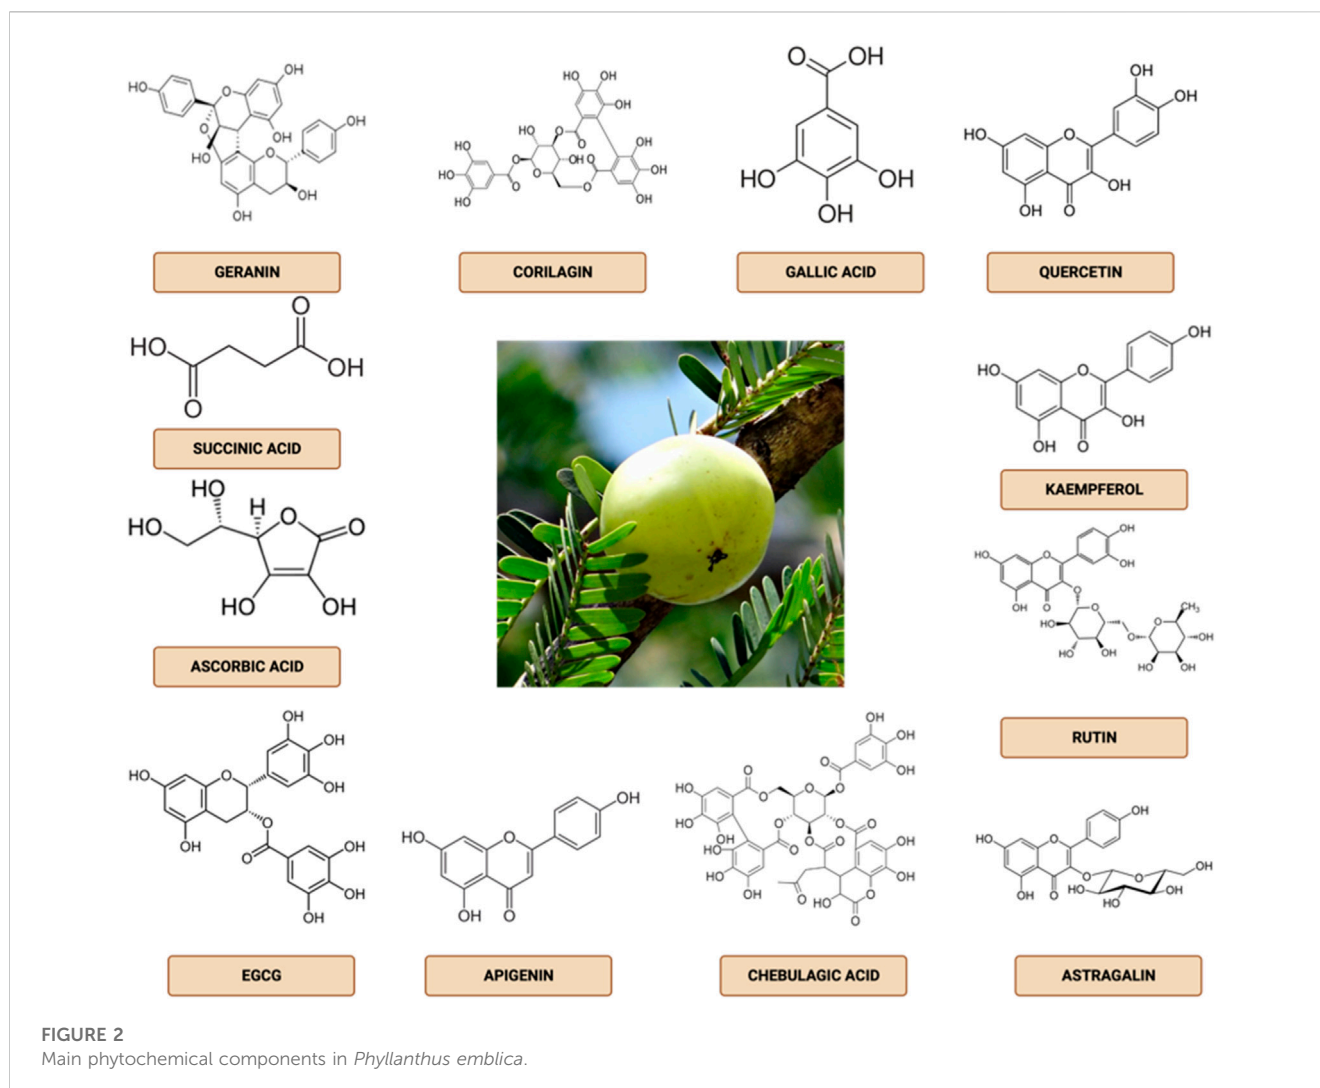 GERANIN
CORILAGIN
GALLIC ACID
QUERCETIN
SUCCINIC ACID
KAEMPFEROL
ASCORBIC ACID
RUTIN
EGCG
APIGENIN
CHEBULAGIC ACID
ASTRAGALIN
FIGURE 2
Main phytochemical components in Phyllanthus emblica.